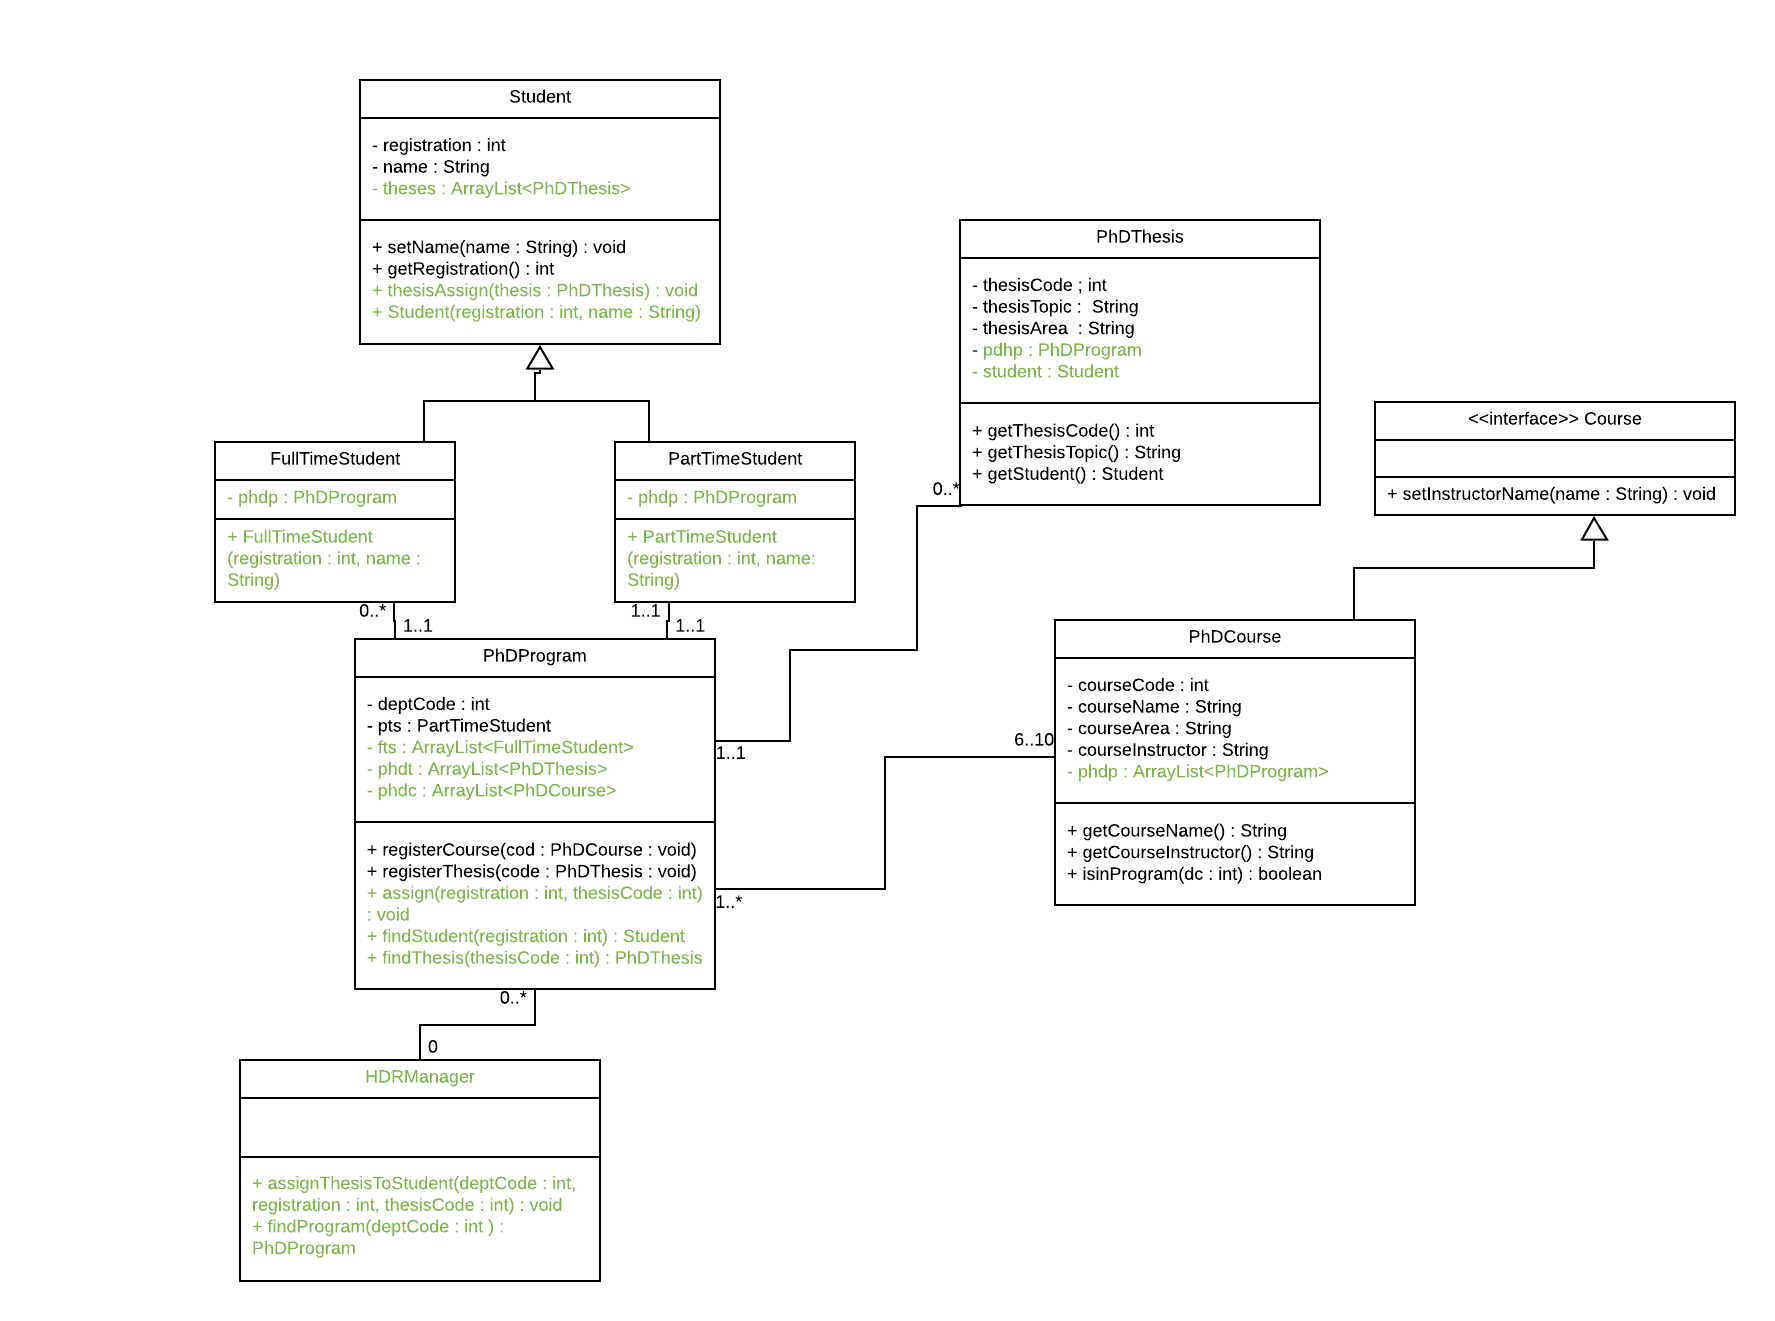 Student
- registration : int
- name : String
- theses : ArrayList<PhDThesis>
+ setName(name : String) : void
+ getRegistration() : int
+ thesisAssign(thesis : PhDThesis) : void
+ Student(registration : int, name : String)
PhDThesis
- thesisCode ; int
- thesisTopic :  String
- thesisArea  : String
- pdhp : PhDProgram
- student : Student
+ getThesisCode() : int
+ getThesisTopic() : String
+ getStudent() : Student
0..*
<<interface>> Course
+ setInstructorName(name : String) : void
FullTimeStudent
- phdp : PhDProgram
+ FullTimeStudent
(registration : int, name :
String)
0..*
1..1
PartTimeStudent
- phdp : PhDProgram
+ PartTimeStudent
(registration : int, name:
String)
1..1
1..1
PhDProgram
- deptCode : int
- pts : PartTimeStudent
- fts : ArrayList<FullTimeStudent>
- phdt : ArrayList<PhDThesis>
- phdc : ArrayList<PhDCourse>
+ registerCourse(cod : PhDCourse : void)
+ registerThesis(code : PhDThesis : void)
+ assign(registration : int, thesisCode : int)
: void
+ findStudent(registration : int) : Student
+ findThesis(thesisCode : int) : PhDThesis
1..1
6..10
1..*
PhDCourse
- courseCode : int
- courseName : String
- courseArea : String
- courseInstructor : String
- phdp : ArrayList<PhDProgram>
+ getCourseName() : String
+ getCourseInstructor() : String
+ isinProgram(dc : int) : boolean
0..*
0
HDRManager
+ assignThesisToStudent(deptCode : int,
registration : int, thesisCode : int) : void
+ findProgram(deptCode : int ) :
PhDProgram